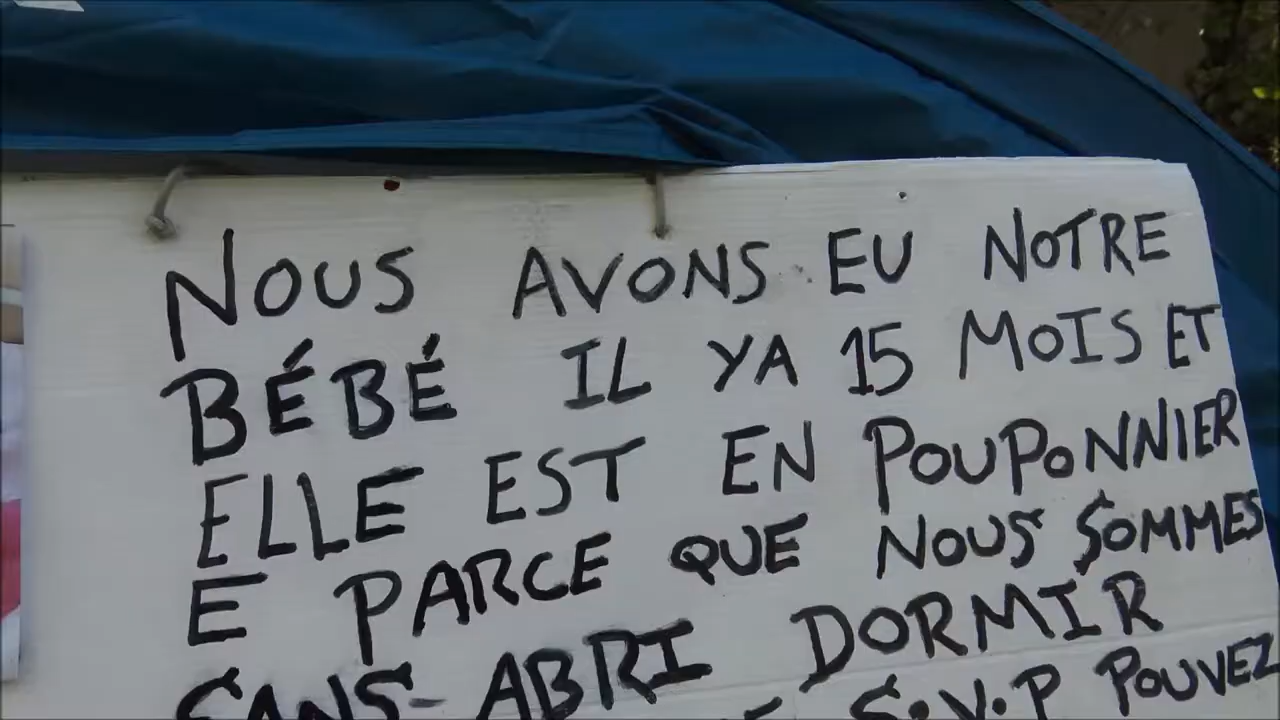 NOUS AVONS EU NOTRE
BÉBÉ IL YA 15 MOIS ET
ELLE EST EN POUPONNIER
E PARCE QUE NOUS SOMMES
SANS-ABRI DORMIR
S.V.P POUVEZ